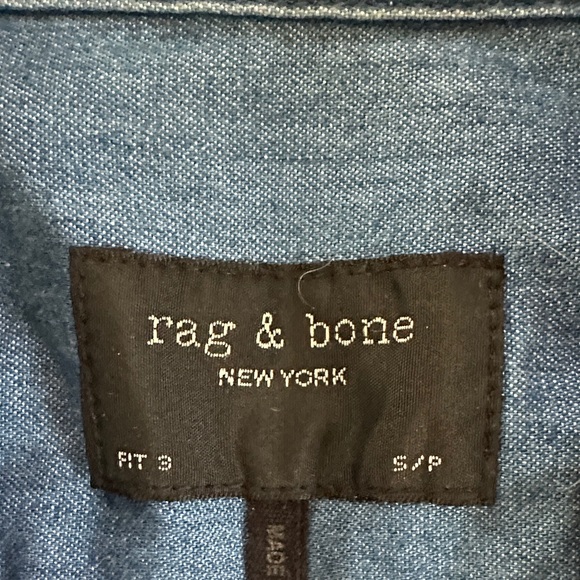 rag & bone
NEW YORK
FIT 3 S/P
MADE